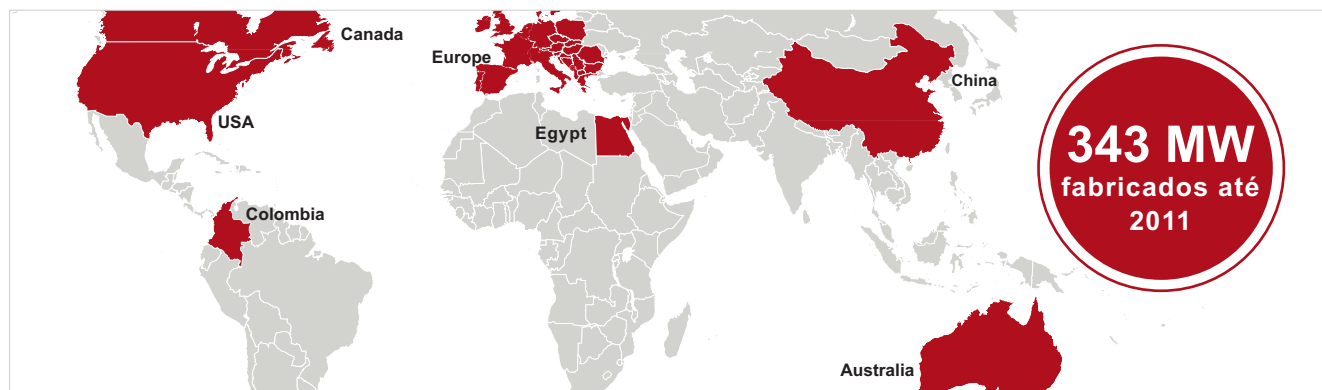 Canada
Europe
China
USA
Egypt
Colombia
Australia
343 MW
fabricados até
2011